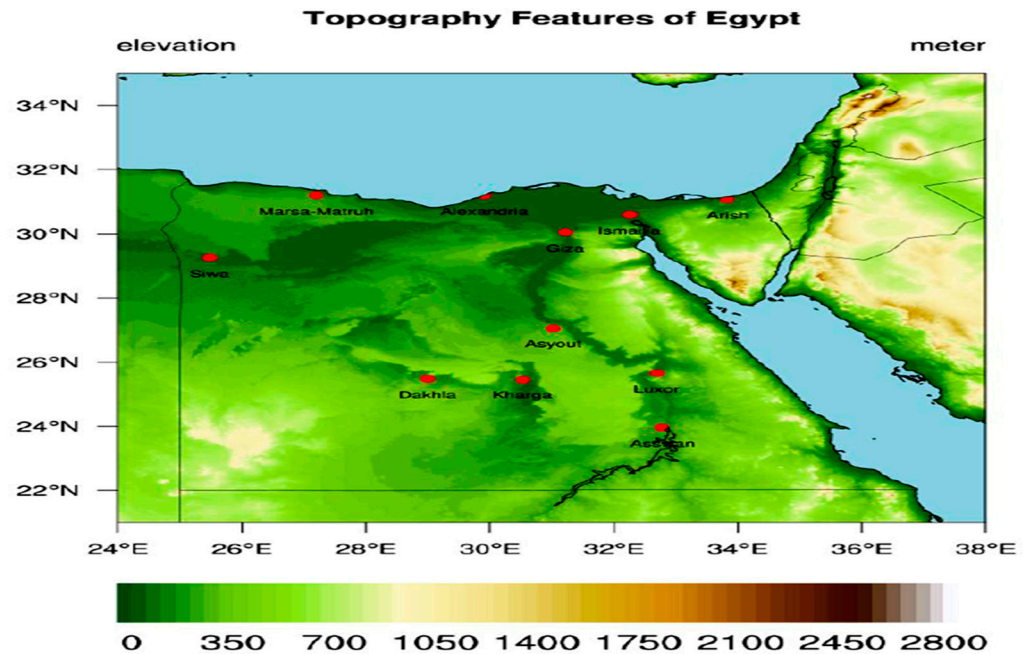 Topography Features of Egypt
elevation meter
34°N
32°N
Marsa-Matruh Alexandria Arish
30°N Ismailia
Giza
Siwa
28°N
Asyout
26°N
Dakhla Kharga Luxor
24°N
Asswan
22°N
24°E 26°E 28°E 30°E 32°E 34°E 36°E 38°E
0 350 700 1050 1400 1750 2100 2450 2800